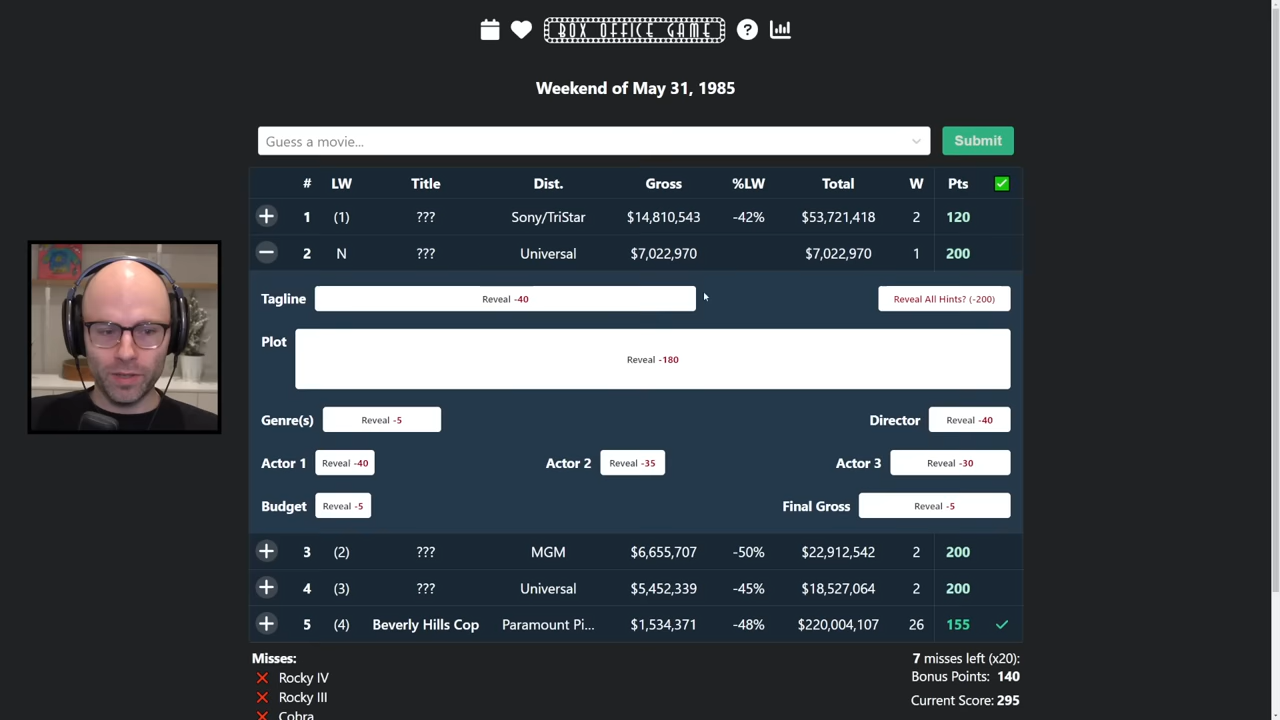 BOX OFFICE GAME
Weekend of May 31, 1985
Guess a movie...
Submit
# LW Title Dist. Gross %LW Total W Pts
1 (1) ??? Sony/TriStar $14,810,543 -42% $53,721,418 2 120
2 N ??? Universal $7,022,970 $7,022,970 1 200
Tagline Reveal -40 Reveal All Hints? (-200)
Plot Reveal -180
Genre(s) Reveal -5 Director Reveal -40
Actor 1 Reveal -40 Actor 2 Reveal -35 Actor 3 Reveal -30
Budget Reveal -5 Final Gross Reveal -5
3 (2) ??? MGM $6,655,707 -50% $22,912,542 2 200
4 (3) ??? Universal $5,452,339 -45% $18,527,064 2 200
5 (4) Beverly Hills Cop Paramount Pi... $1,534,371 -48% $220,004,107 26 155
Misses: 7 misses left (x20):
Rocky IV Bonus Points: 140
Rocky III Current Score: 295
Cobra